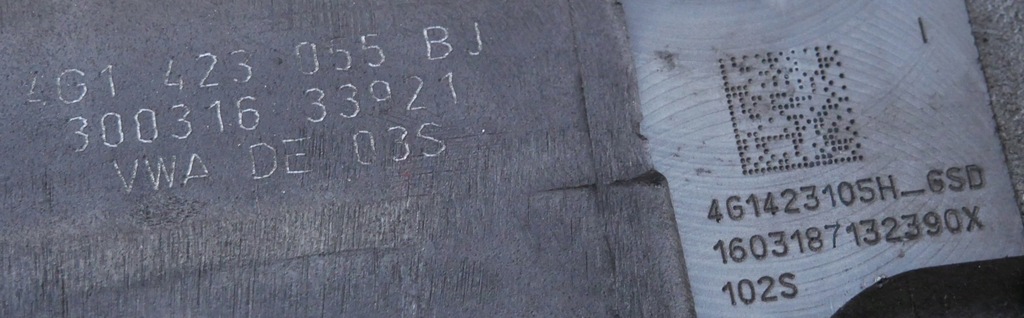 4G1 423 055 BJ
300316 33921
VWA DE 03S
4G1423105H_GSD
1603187132390X
102S